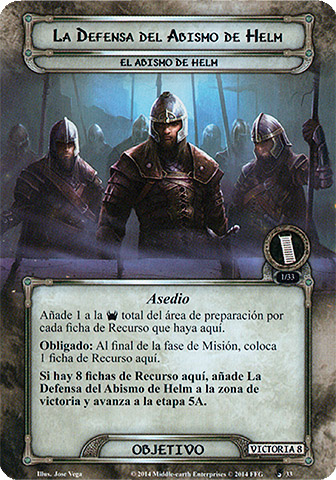 La Defensa del Abismo de Helm
El Abismo de Helm
1/33
Asedio
Añade 1 a la total del área de preparación por
cada ficha de Recurso que haya aquí.
Obligado: Al final de la fase de Misión, coloca
1 ficha de Recurso aquí.
Si hay 8 fichas de Recurso aquí, añade La
Defensa del Abismo de Helm a la zona de
victoria y avanza a la etapa 5A.
Objetivo
Victoria 8
Illus. Jose Vega
© 2014 Middle-earth Enterprises © 2014 FFG
33